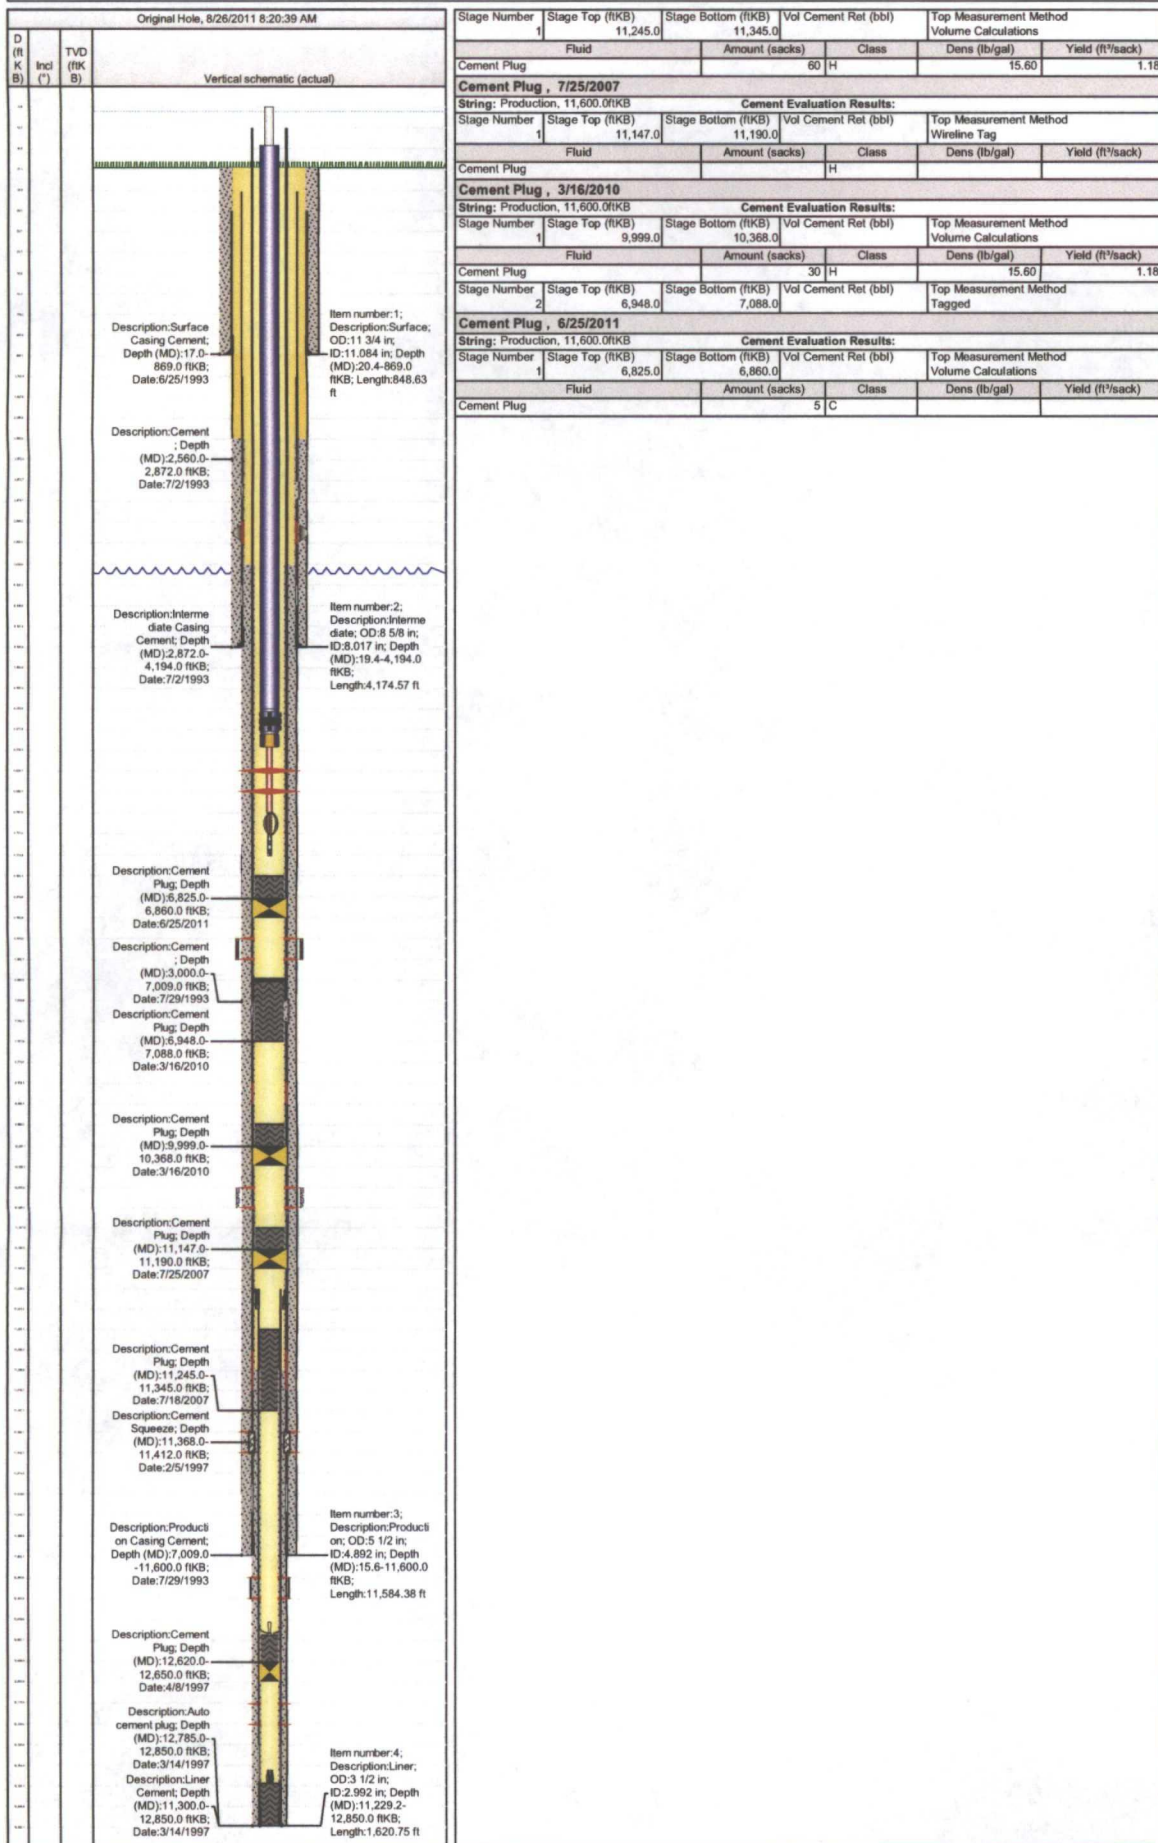 Original Hole, 8/26/2011 8:20:39 AM
D (ft K B)
Incl (°)
TVD (ftK B)
Vertical schematic (actual)
Description:Surface
Casing Cement;
Depth (MD):17.0-
869.0 ftKB;
Date:6/25/1993
Item number:1;
Description:Surface;
OD:11 3/4 in;
ID:11.084 in; Depth
(MD):20.4-869.0
ftKB; Length:848.63
ft
Description:Cement
; Depth
(MD):2,560.0-
2,872.0 ftKB;
Date:7/2/1993
Description:Interme
diate Casing
Cement; Depth
(MD):2,872.0-
4,194.0 ftKB;
Date:7/2/1993
Item number:2;
Description:Interme
diate; OD:8 5/8 in;
ID:8.017 in; Depth
(MD):19.4-4,194.0
ftKB;
Length:4,174.57 ft
Description:Cement
Plug; Depth
(MD):6,825.0-
6,860.0 ftKB;
Date:6/25/2011
Description:Cement
; Depth
(MD):3,000.0-
7,009.0 ftKB;
Date:7/29/1993
Description:Cement
Plug; Depth
(MD):6,948.0-
7,088.0 ftKB;
Date:3/16/2010
Description:Cement
Plug; Depth
(MD):9,999.0-
10,368.0 ftKB;
Date:3/16/2010
Description:Cement
Plug; Depth
(MD):11,147.0-
11,190.0 ftKB;
Date:7/25/2007
Description:Cement
Plug; Depth
(MD):11,245.0-
11,345.0 ftKB;
Date:7/18/2007
Description:Cement
Squeeze; Depth
(MD):11,368.0-
11,412.0 ftKB;
Date:2/5/1997
Description:Producti
on Casing Cement;
Depth (MD):7,009.0
-11,600.0 ftKB;
Date:7/29/1993
Item number:3;
Description:Producti
on; OD:5 1/2 in;
ID:4.892 in; Depth
(MD):15.6-11,600.0
ftKB;
Length:11,584.38 ft
Description:Cement
Plug; Depth
(MD):12,620.0-
12,650.0 ftKB;
Date:4/8/1997
Description:Auto
cement plug; Depth
(MD):12,785.0-
12,850.0 ftKB;
Date:3/14/1997
Description:Liner
Cement; Depth
(MD):11,300.0-
12,850.0 ftKB;
Date:3/14/1997
Item number:4;
Description:Liner;
OD:3 1/2 in;
ID:2.992 in; Depth
(MD):11,229.2-
12,850.0 ftKB;
Length:1,620.75 ft
Stage Number Stage Top (ftKB) Stage Bottom (ftKB) Vol Cement Ret (bbl) Top Measurement Method
1 11,245.0 11,345.0 Volume Calculations
Fluid Amount (sacks) Class Dens (lb/gal) Yield (ft³/sack)
Cement Plug 60 H 15.60 1.18
Cement Plug , 7/25/2007
String: Production, 11,600.0ftKB Cement Evaluation Results:
Stage Number Stage Top (ftKB) Stage Bottom (ftKB) Vol Cement Ret (bbl) Top Measurement Method
1 11,147.0 11,190.0 Wireline Tag
Fluid Amount (sacks) Class Dens (lb/gal) Yield (ft³/sack)
Cement Plug H
Cement Plug , 3/16/2010
String: Production, 11,600.0ftKB Cement Evaluation Results:
Stage Number Stage Top (ftKB) Stage Bottom (ftKB) Vol Cement Ret (bbl) Top Measurement Method
1 9,999.0 10,368.0 Volume Calculations
Fluid Amount (sacks) Class Dens (lb/gal) Yield (ft³/sack)
Cement Plug 30 H 15.60 1.18
Stage Number Stage Top (ftKB) Stage Bottom (ftKB) Vol Cement Ret (bbl) Top Measurement Method
2 6,948.0 7,088.0 Tagged
Cement Plug , 6/25/2011
String: Production, 11,600.0ftKB Cement Evaluation Results:
Stage Number Stage Top (ftKB) Stage Bottom (ftKB) Vol Cement Ret (bbl) Top Measurement Method
1 6,825.0 6,860.0 Volume Calculations
Fluid Amount (sacks) Class Dens (lb/gal) Yield (ft³/sack)
Cement Plug 5 C